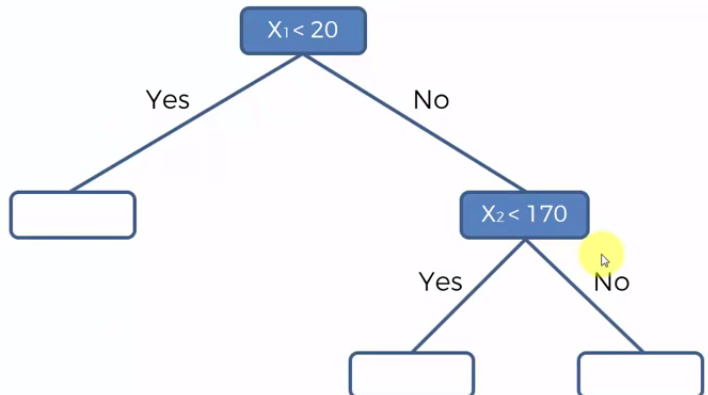 X₁ < 20
Yes
No
X₂ < 170
Yes
No